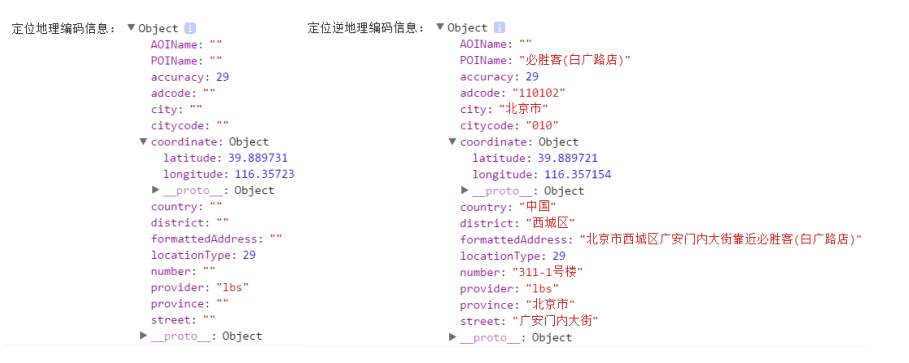 定位地理编码信息： ▼Object i
AOIName: ""
POIName: ""
accuracy: 29
adcode: ""
city: ""
citycode: ""
▼coordinate: Object
latitude: 39.889731
longitude: 116.35723
▶__proto__: Object
country: ""
district: ""
formattedAddress: ""
locationType: 29
number: ""
provider: "lbs"
province: ""
street: ""
▶__proto__: Object
定位逆地理编码信息： ▼Object i
AOIName: ""
POIName: "必胜客(白广路店)"
accuracy: 29
adcode: "110102"
city: "北京市"
citycode: "010"
▼coordinate: Object
latitude: 39.889721
longitude: 116.357154
▶__proto__: Object
country: "中国"
district: "西城区"
formattedAddress: "北京市西城区广安门内大街靠近必胜客(白广路店)"
locationType: 29
number: "311-1号楼"
provider: "lbs"
province: "北京市"
street: "广安门内大街"
▶__proto__: Object